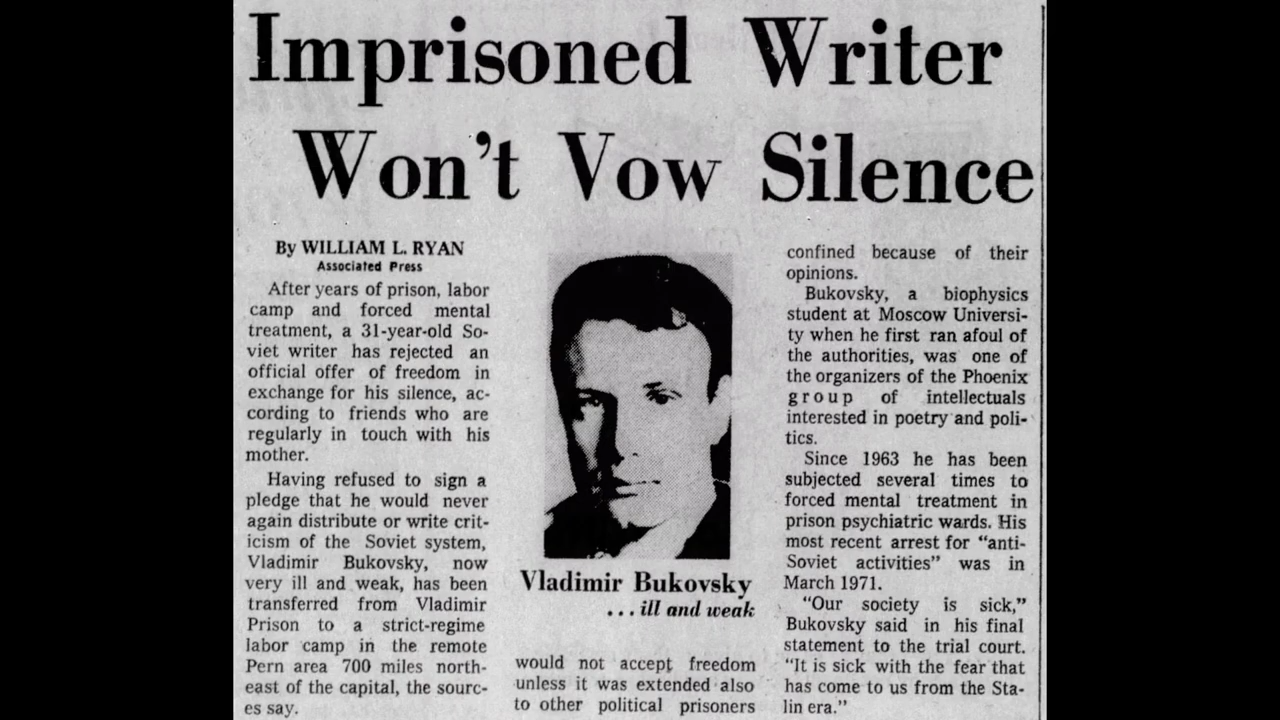 Imprisoned Writer
Won't Vow Silence
By WILLIAM L. RYAN
Associated Press
After years of prison, labor
camp and forced mental
treatment, a 31-year-old So-
viet writer has rejected an
official offer of freedom in
exchange for his silence, ac-
cording to friends who are
regularly in touch with his
mother.
Having refused to sign a
pledge that he would never
again distribute or write crit-
icism of the Soviet system,
Vladimir Bukovsky, now
very ill and weak, has been
transferred from Vladimir
Prison to a strict-regime
labor camp in the remote
Pern area 700 miles north-
east of the capital, the sourc-
es say.
Vladimir Bukovsky
...ill and weak
would not accept freedom
unless it was extended also
to other political prisoners
confined because of their
opinions.
Bukovsky, a biophysics
student at Moscow Universi-
ty when he first ran afoul of
the authorities, was one of
the organizers of the Phoenix
group of intellectuals
interested in poetry and poli-
tics.
Since 1963 he has been
subjected several times to
forced mental treatment in
prison psychiatric wards. His
most recent arrest for "anti-
Soviet activities" was in
March 1971.
"Our society is sick,"
Bukovsky said in his final
statement to the trial court.
"It is sick with the fear that
has come to us from the Sta-
lin era."